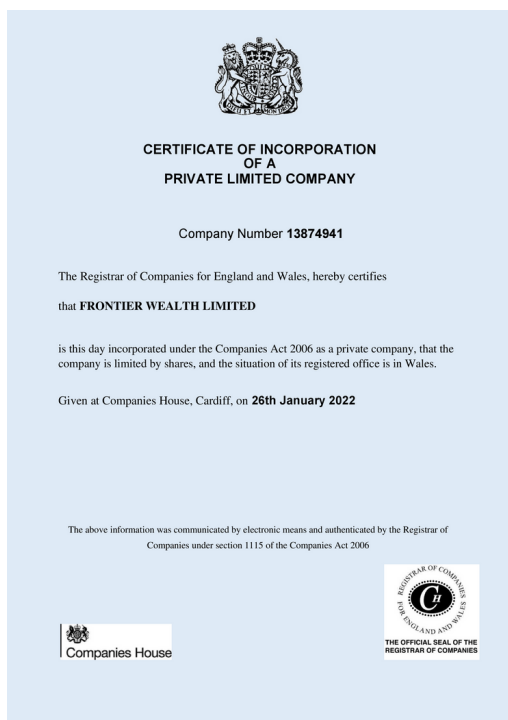 CERTIFICATE OF INCORPORATION
OF A
PRIVATE LIMITED COMPANY
Company Number 13874941
The Registrar of Companies for England and Wales, hereby certifies
that FRONTIER WEALTH LIMITED
is this day incorporated under the Companies Act 2006 as a private company, that the
company is limited by shares, and the situation of its registered office is in Wales.
Given at Companies House, Cardiff, on 26th January 2022
The above information was communicated by electronic means and authenticated by the Registrar of
Companies under section 1115 of the Companies Act 2006
Companies House
REGISTRAR OF COMPANIES
FOR ENGLAND AND WALES
CH
THE OFFICIAL SEAL OF THE
REGISTRAR OF COMPANIES